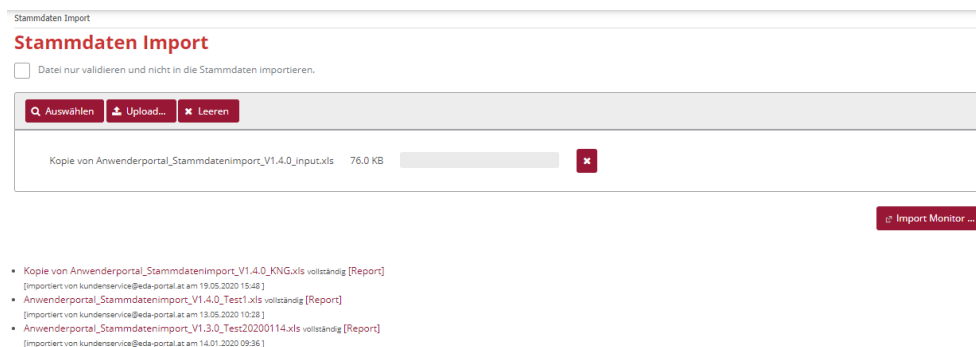 Stammdaten Import
Stammdaten Import
Datei nur validieren und nicht in die Stammdaten importieren.
Auswählen Upload... Leeren
Kopie von Anwenderportal_Stammdatenimport_V1.4.0_input.xls 76.0 KB
Import Monitor ...
Kopie von Anwenderportal_Stammdatenimport_V1.4.0_KNG.xls vollständig [Report]
[importiert von kundenservice@eda-portal.at am 19.05.2020 15:48 ]
Anwenderportal_Stammdatenimport_V1.4.0_Test1.xls vollständig [Report]
[importiert von kundenservice@eda-portal.at am 13.05.2020 10:28 ]
Anwenderportal_Stammdatenimport_V1.3.0_Test20200114.xls vollständig [Report]
[importiert von kundenservice@eda-portal.at am 14.01.2020 09:36 ]